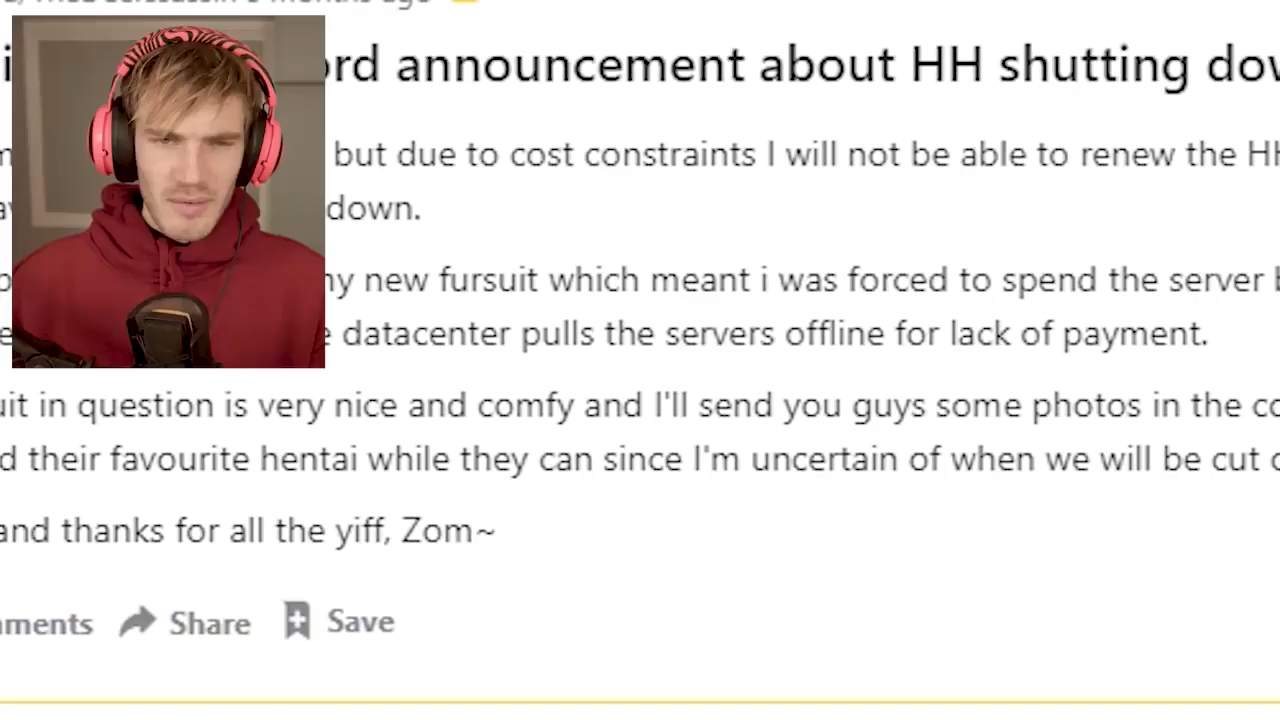 ord announcement about HH shutting dow
but due to cost constraints I will not be able to renew the HH
down.
ny new fursuit which meant i was forced to spend the server b
datacenter pulls the servers offline for lack of payment.
uit in question is very nice and comfy and I'll send you guys some photos in the co
d their favourite hentai while they can since I'm uncertain of when we will be cut o
and thanks for all the yiff, Zom~
mments Share Save